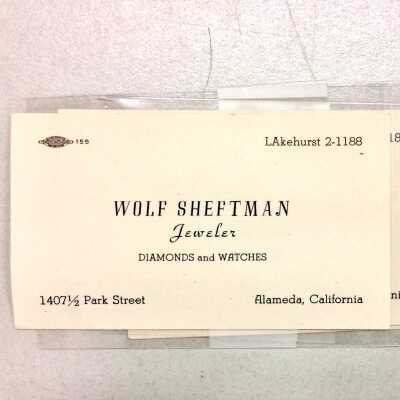 155 LAkehurst 2-1188
WOLF SHEFTMAN
Jeweler
DIAMONDS and WATCHES
1407½ Park Street Alameda, California